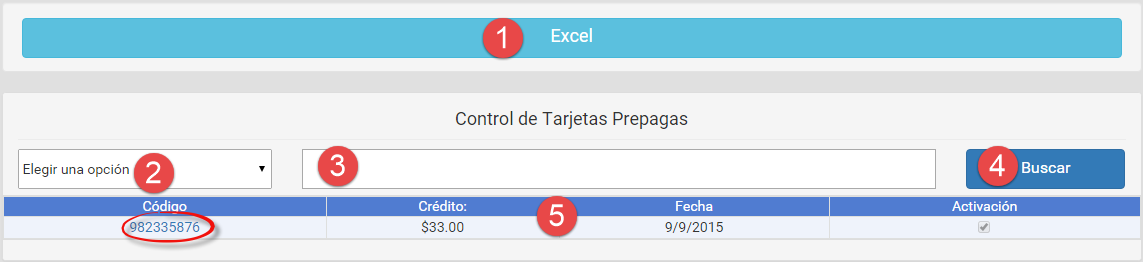 1 Excel
Control de Tarjetas Prepagas
Elegir una opción 2 3 4 Buscar
Código Crédito: 5 Fecha Activación
982335876 $33.00 9/9/2015